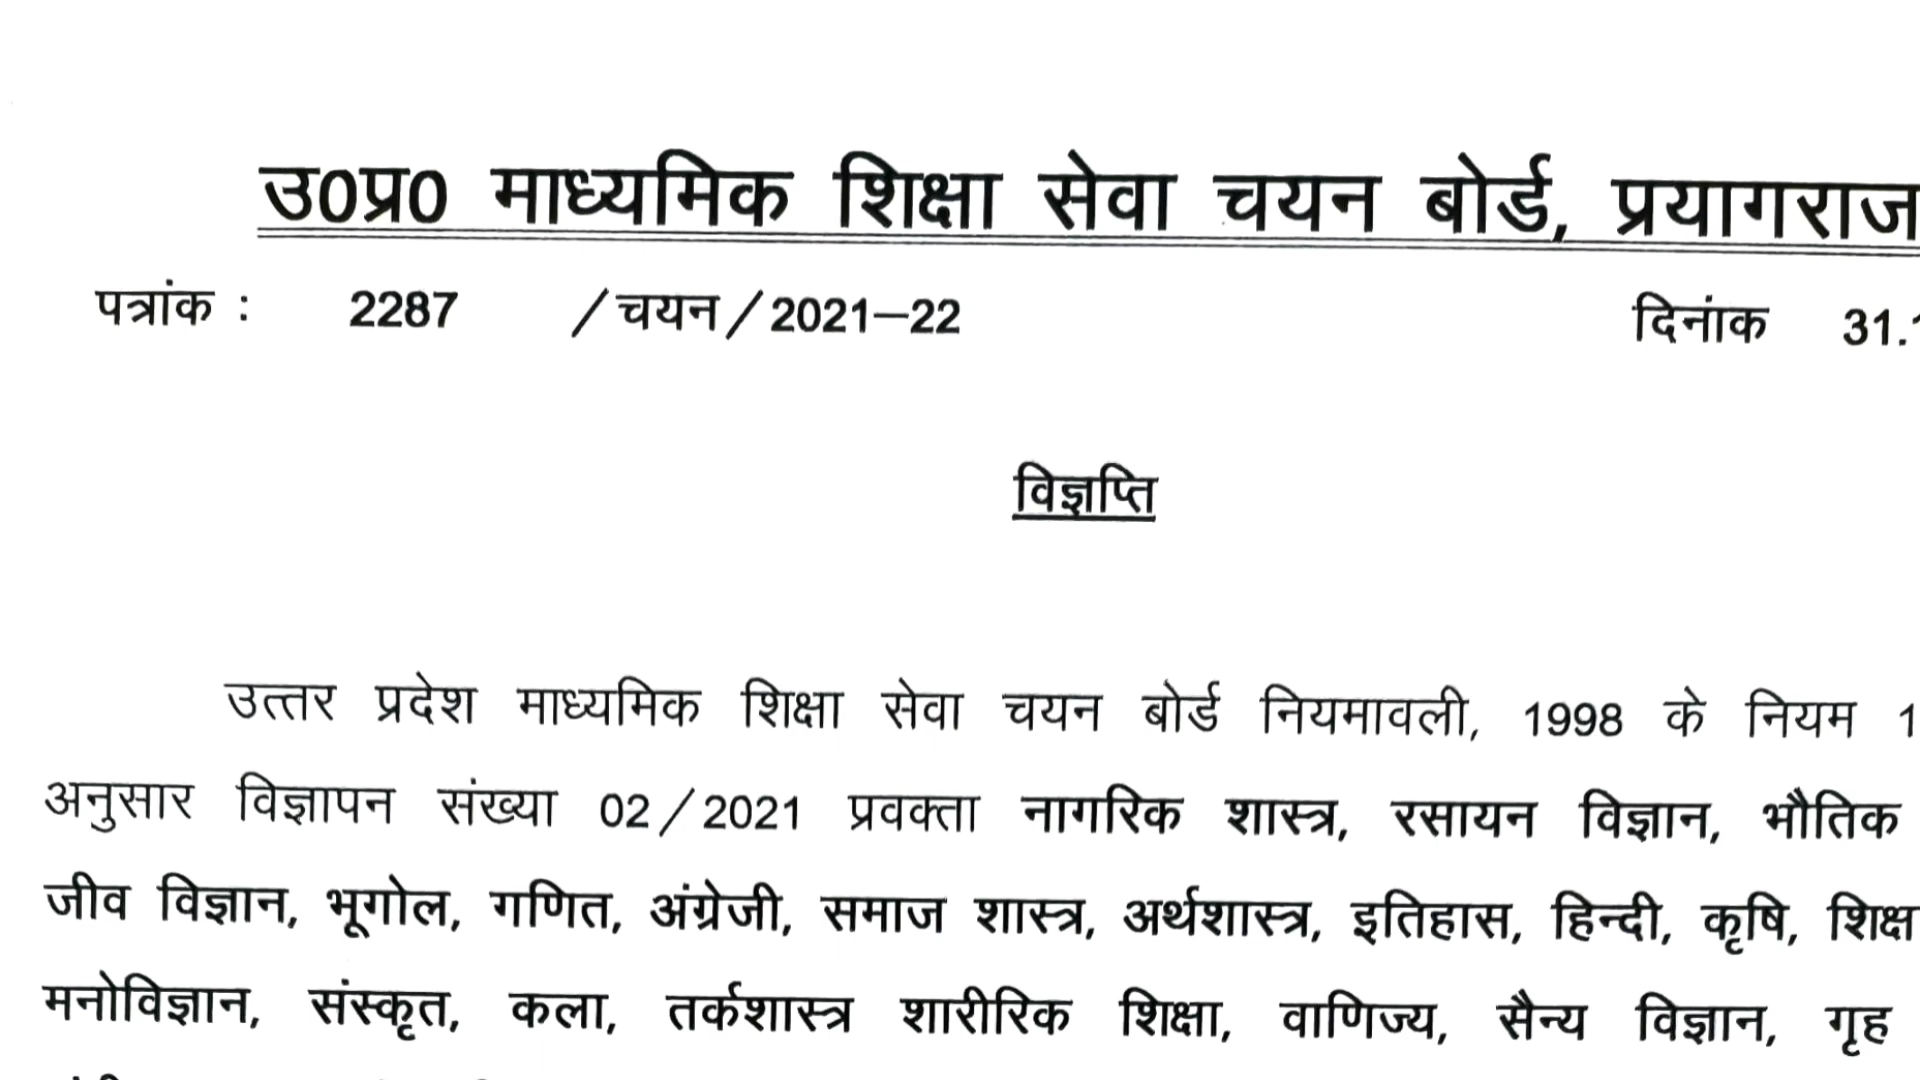 उ0प्र0 माध्यमिक शिक्षा सेवा चयन बोर्ड, प्रयागराज
पत्रांक : 2287 /चयन/2021–22 दिनांक 31.
विज्ञप्ति
उत्तर प्रदेश माध्यमिक शिक्षा सेवा चयन बोर्ड नियमावली, 1998 के नियम 1
अनुसार विज्ञापन संख्या 02/2021 प्रवक्ता नागरिक शास्त्र, रसायन विज्ञान, भौतिक
जीव विज्ञान, भूगोल, गणित, अंग्रेजी, समाज शास्त्र, अर्थशास्त्र, इतिहास, हिन्दी, कृषि, शिक्ष
मनोविज्ञान, संस्कृत, कला, तर्कशास्त्र शारीरिक शिक्षा, वाणिज्य, सैन्य विज्ञान, गृह